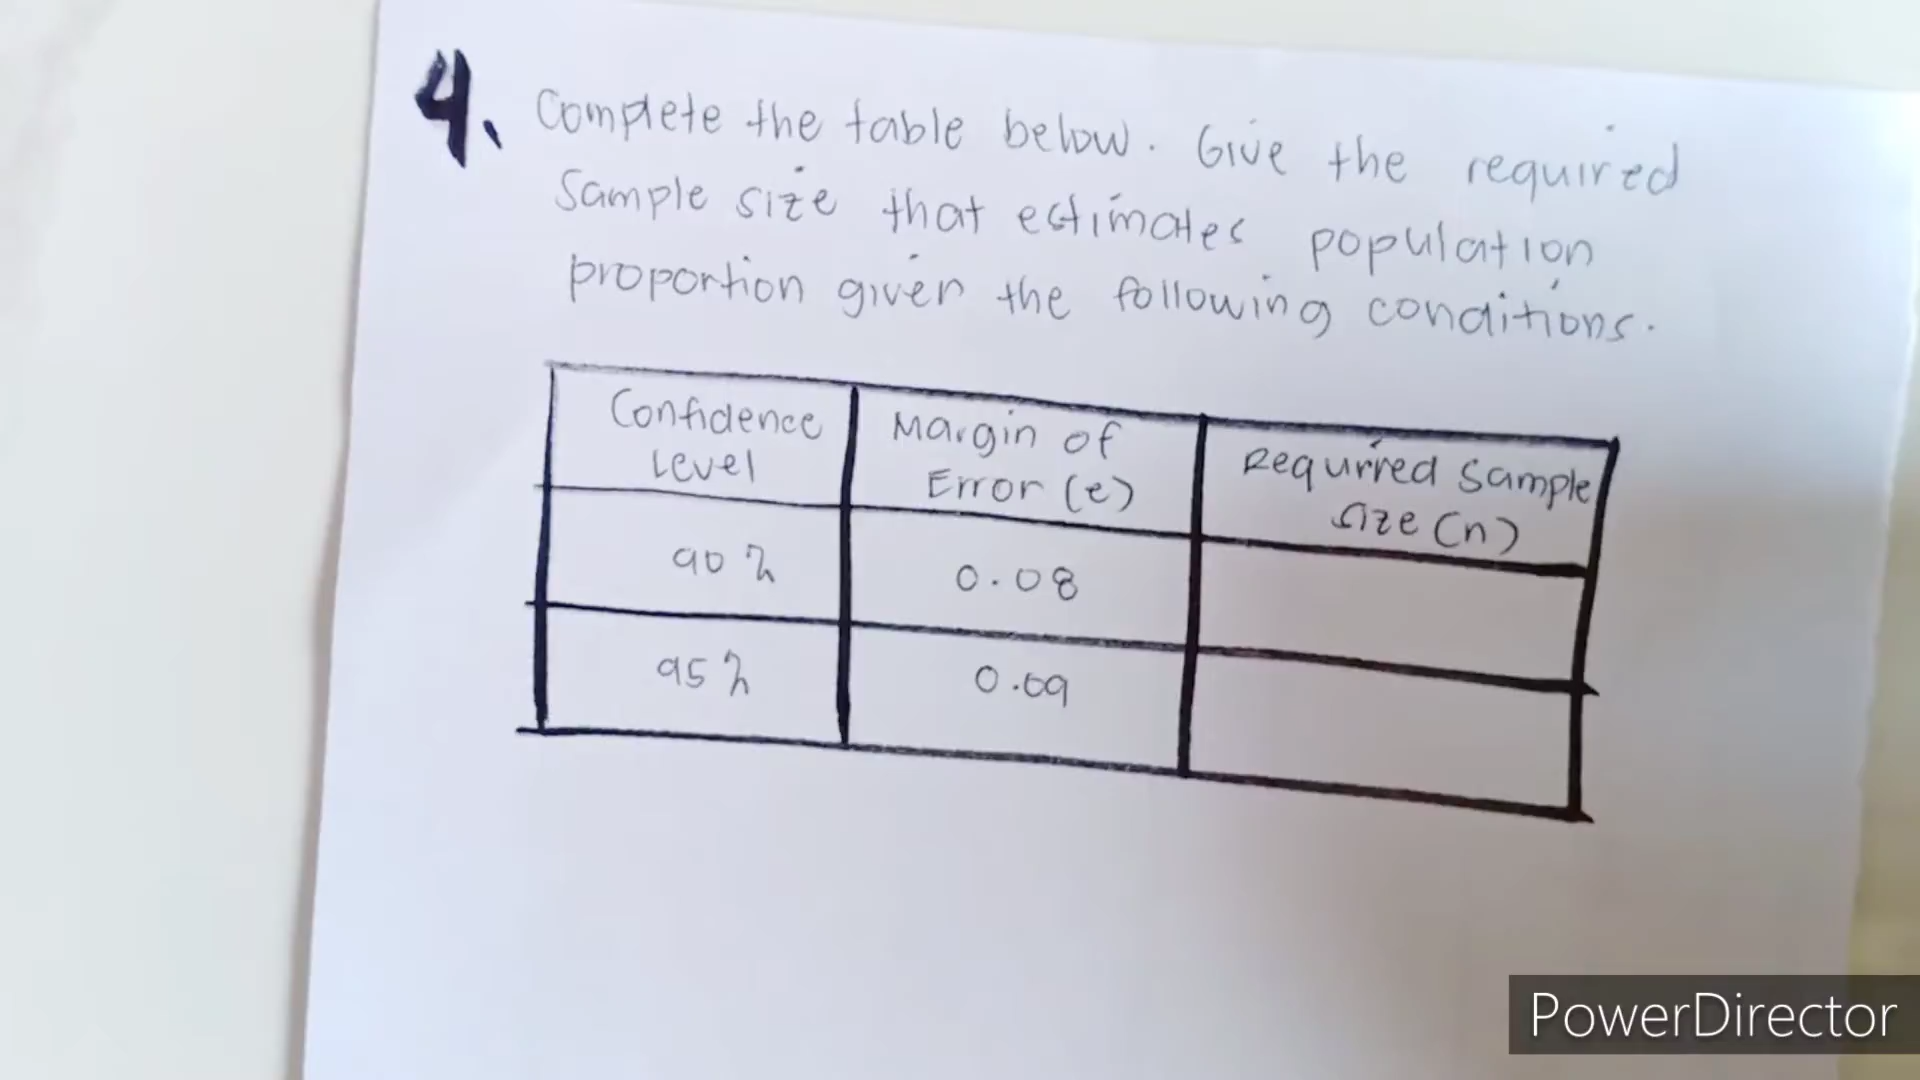 4. Complete the table below. Give the required
Sample size that estimates population
proportion given the following conditions.
Confidence
Level
Margin of
Error (e)
Required Sample
size (n)
90%
0.08
95%
0.09
PowerDirector